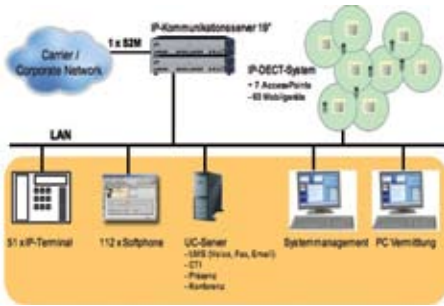 Carrier /
Corporate Network
1 x S2M
IP-Kommunikationsserver 19"
IP-DECT-System
+ 7 AccessPoints
- 60 Mobilgeräte
LAN
51 x IP-Terminal
112 x Softphone
UC-Server
- UMS (Voice, Fax, Email)
- CTI
- Präsenz
- Konferenz
Systemmanagement
PC Vermittlung